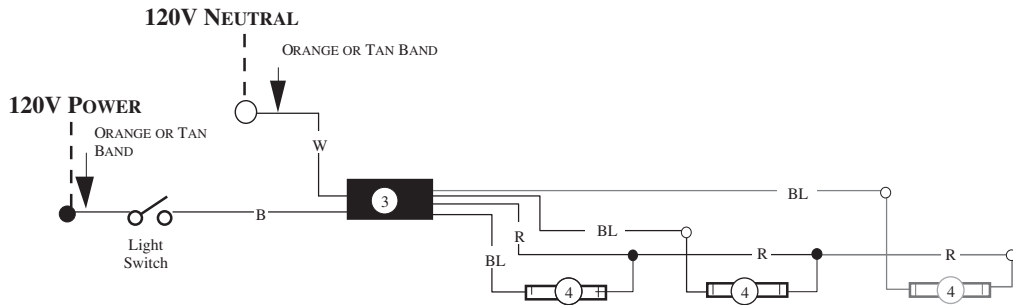 120V NEUTRAL
ORANGE OR TAN BAND
120V POWER
ORANGE OR TAN
BAND
W
3
BL
B
R
BL
R
R
BL
Light
Switch
4
4
4